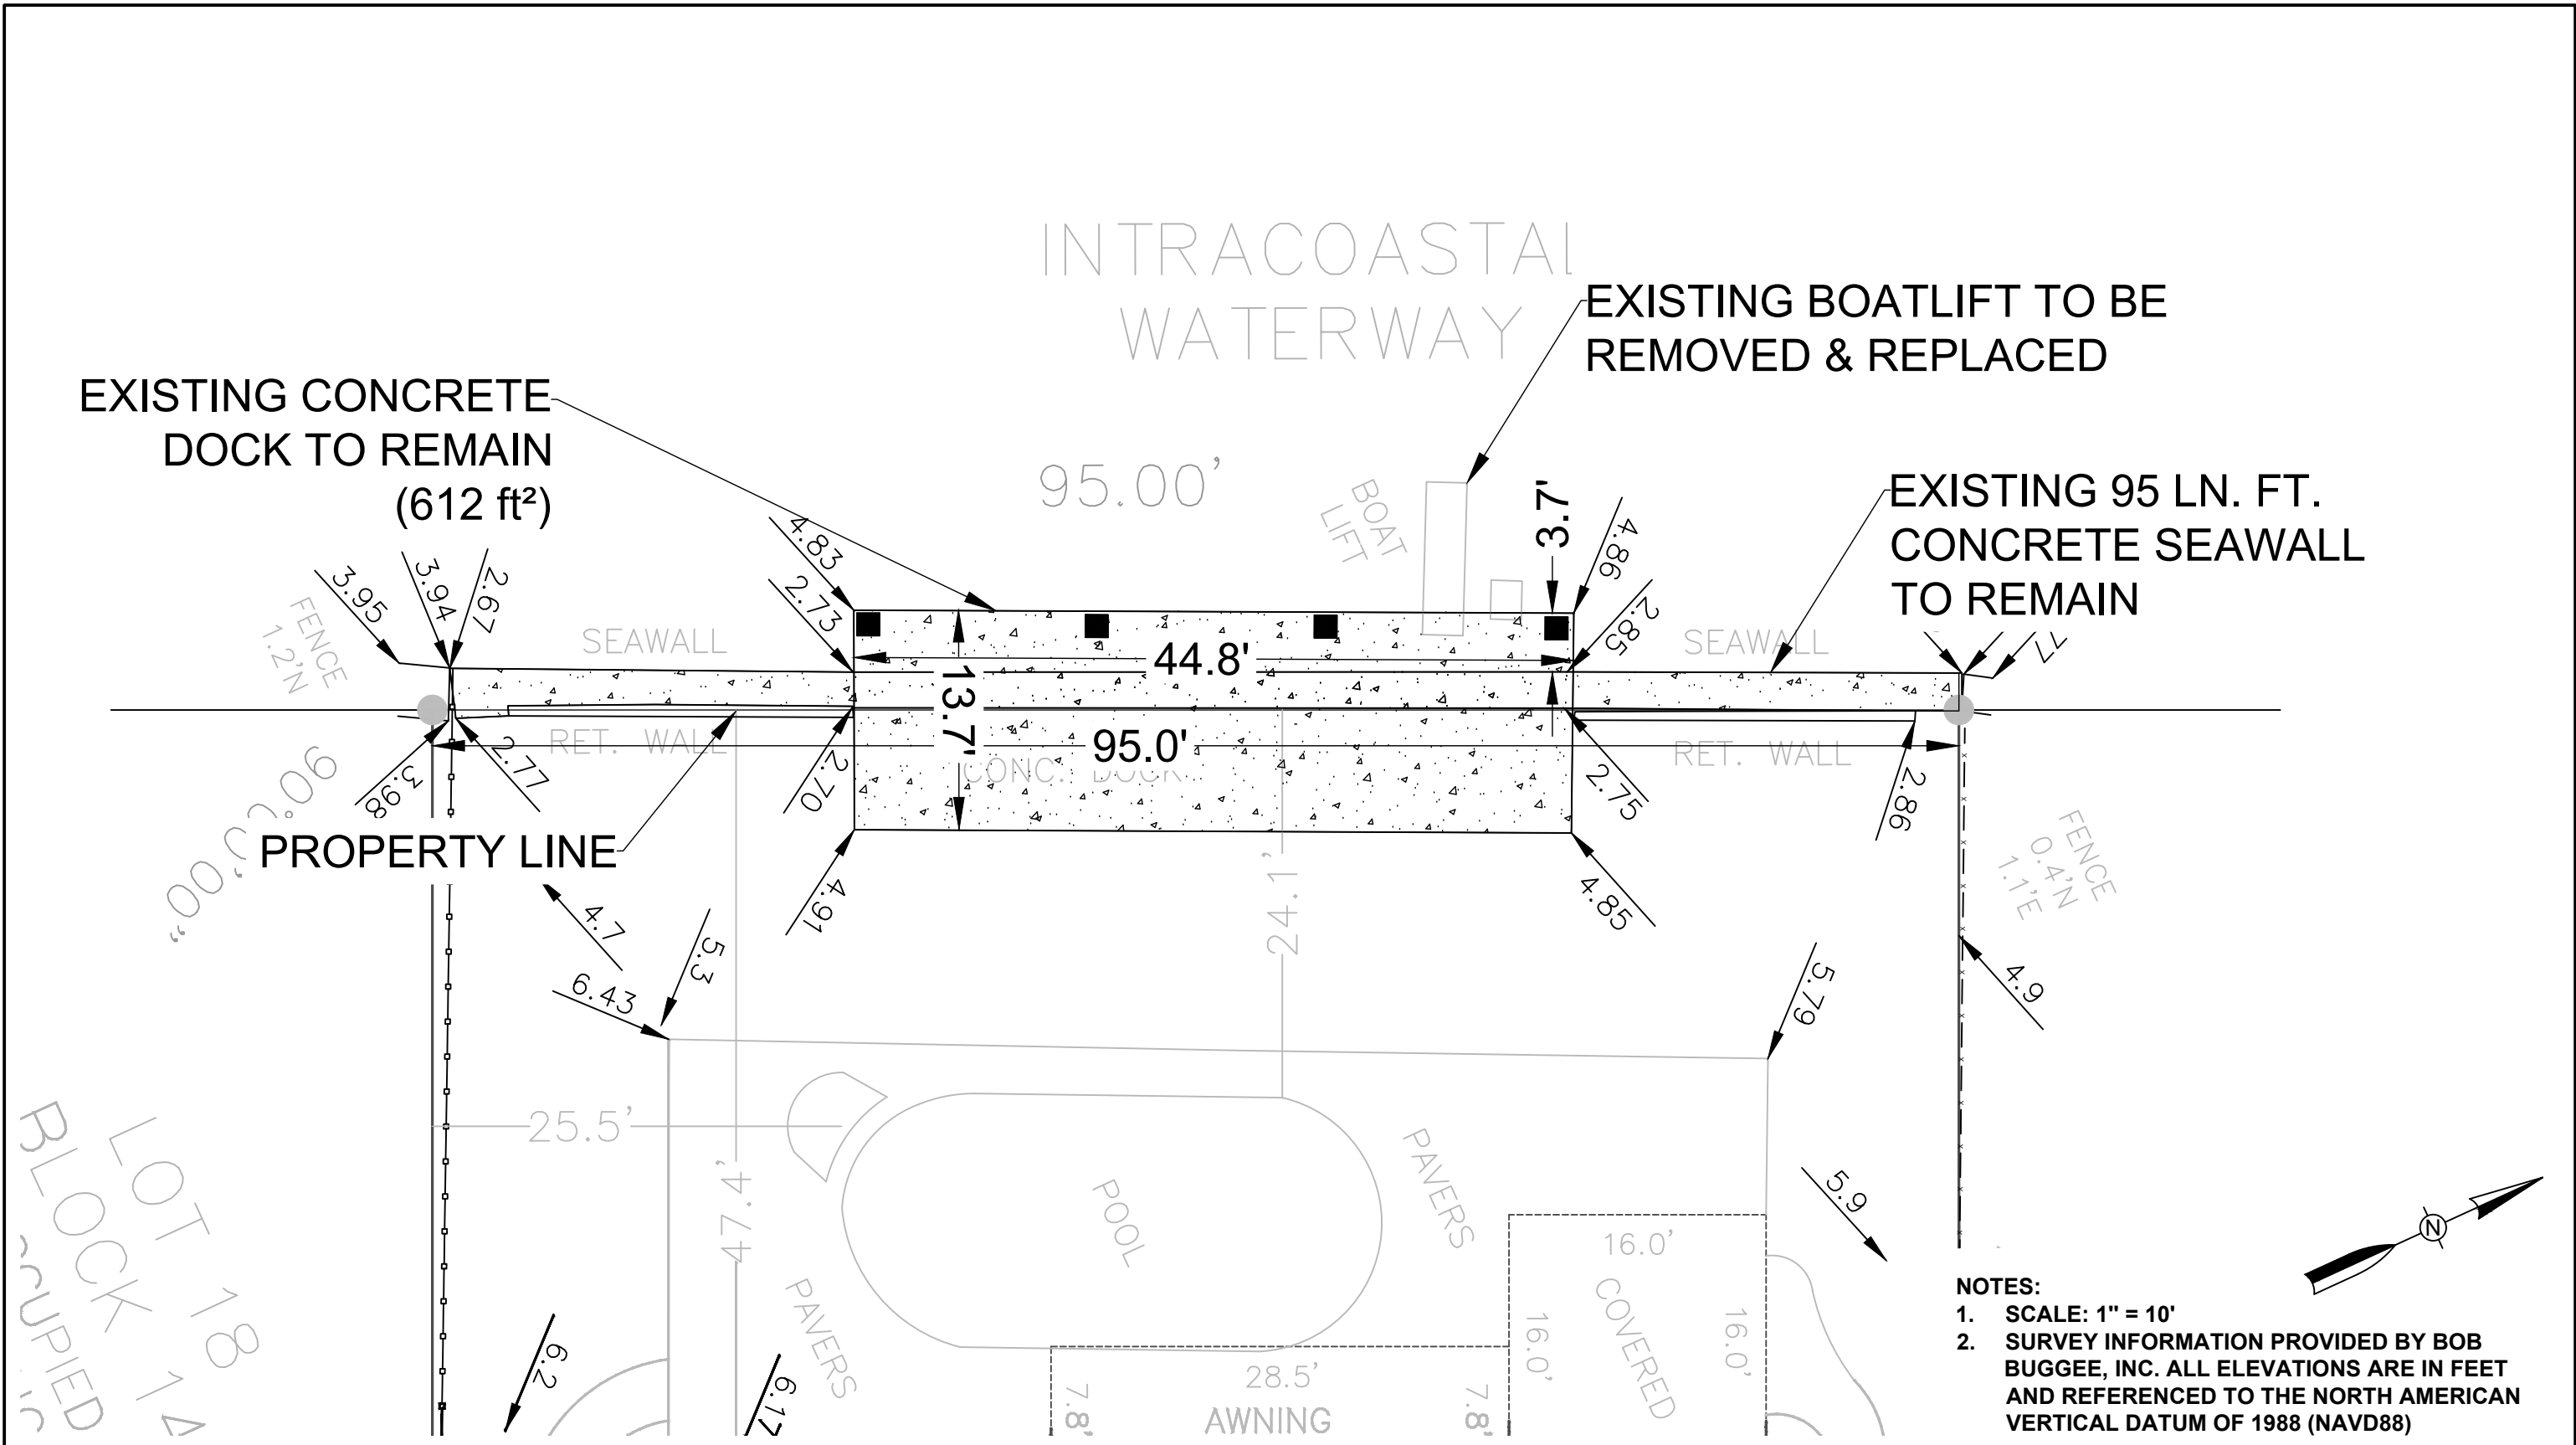 INTRACOASTAL
WATERWAY
EXISTING BOATLIFT TO BE
REMOVED & REPLACED
EXISTING CONCRETE
DOCK TO REMAIN
(612 ft²)
95.00'
BOAT
LIFT
3.7'
EXISTING 95 LN. FT.
CONCRETE SEAWALL
TO REMAIN
4.83
2.73
4.86
2.85
3.95
3.94
2.67
FENCE
1.2'N
SEAWALL
SEAWALL
44.8'
13.7'
95.0'
RET. WALL
RET. WALL
CONC. DOCK
3.98
2.77
2.70
2.75
2.86
PROPERTY LINE
4.91
4.85
24.1'
FENCE
0.4'N
1.1'E
4.7
5.3
6.43
5.79
4.9
25.5'
47.4'
POOL
PAVERS
PAVERS
5.9
LOT 18
BLOCK 14
16.0'
16.0'
16.0'
COVERED
28.5'
AWNING
7.8'
7.8'
6.2
6.17
N
NOTES:
1. SCALE: 1" = 10'
2. SURVEY INFORMATION PROVIDED BY BOB
BUGGEE, INC. ALL ELEVATIONS ARE IN FEET
AND REFERENCED TO THE NORTH AMERICAN
VERTICAL DATUM OF 1988 (NAVD88)